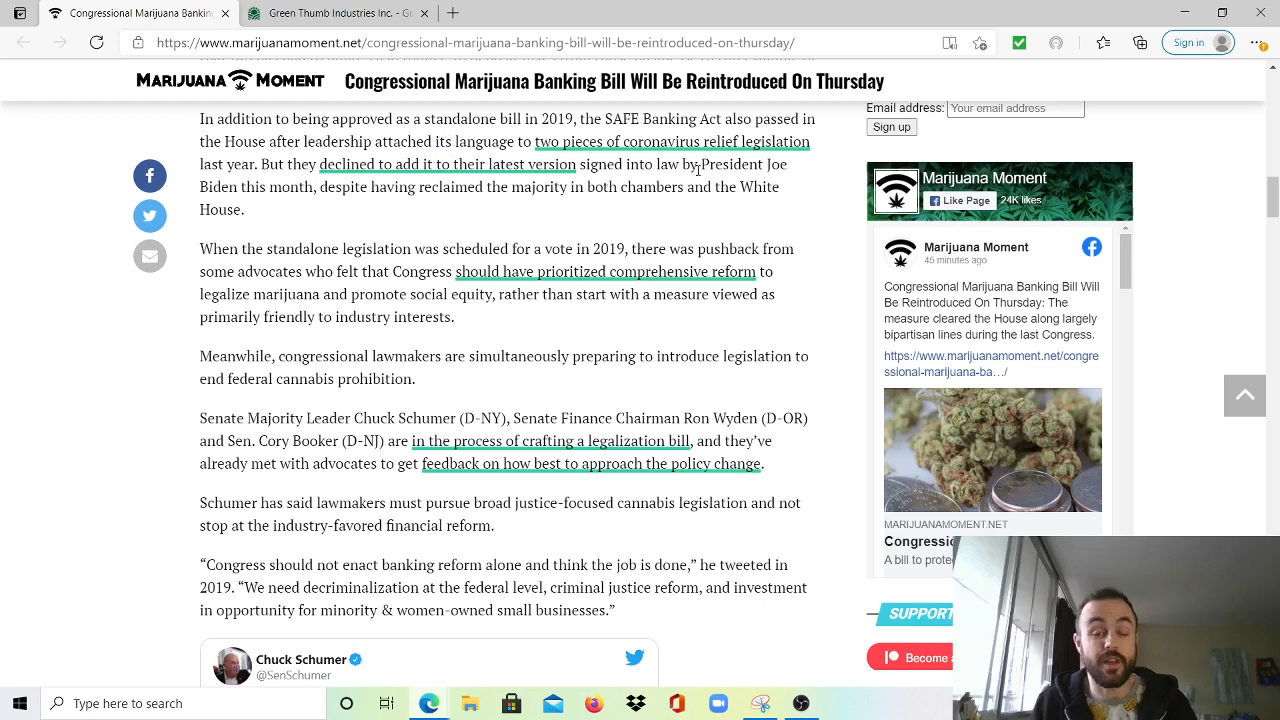 Congressional Marijuana Banking
Green Thumb Industries Inc. - Gr
https://www.marijuanamoment.net/congressional-marijuana-banking-bill-will-be-reintroduced-on-thursday/
Sign in
MARIJUANA MOMENT
Congressional Marijuana Banking Bill Will Be Reintroduced On Thursday
In addition to being approved as a standalone bill in 2019, the SAFE Banking Act also passed in
the House after leadership attached its language to two pieces of coronavirus relief legislation
last year. But they declined to add it to their latest version signed into law by President Joe
Biden this month, despite having reclaimed the majority in both chambers and the White
House.
When the standalone legislation was scheduled for a vote in 2019, there was pushback from
some advocates who felt that Congress should have prioritized comprehensive reform to
legalize marijuana and promote social equity, rather than start with a measure viewed as
primarily friendly to industry interests.
Meanwhile, congressional lawmakers are simultaneously preparing to introduce legislation to
end federal cannabis prohibition.
Senate Majority Leader Chuck Schumer (D-NY), Senate Finance Chairman Ron Wyden (D-OR)
and Sen. Cory Booker (D-NJ) are in the process of crafting a legalization bill, and they’ve
already met with advocates to get feedback on how best to approach the policy change.
Schumer has said lawmakers must pursue broad justice-focused cannabis legislation and not
stop at the industry-favored financial reform.
“Congress should not enact banking reform alone and think the job is done,” he tweeted in
2019. “We need decriminalization at the federal level, criminal justice reform, and investment
in opportunity for minority & women-owned small businesses.”
Chuck Schumer
@SenSchumer
Email address: Your email address
Sign up
Marijuana Moment
Like Page 24K likes
Marijuana Moment
45 minutes ago
Congressional Marijuana Banking Bill Will
Be Reintroduced On Thursday: The
measure cleared the House along largely
bipartisan lines during the last Congress.
https://www.marijuanamoment.net/congre
ssional-marijuana-ba…/
MARIJUANAMOMENT.NET
Congressio
A bill to prote
SUPPORT
Become a
Type here to search